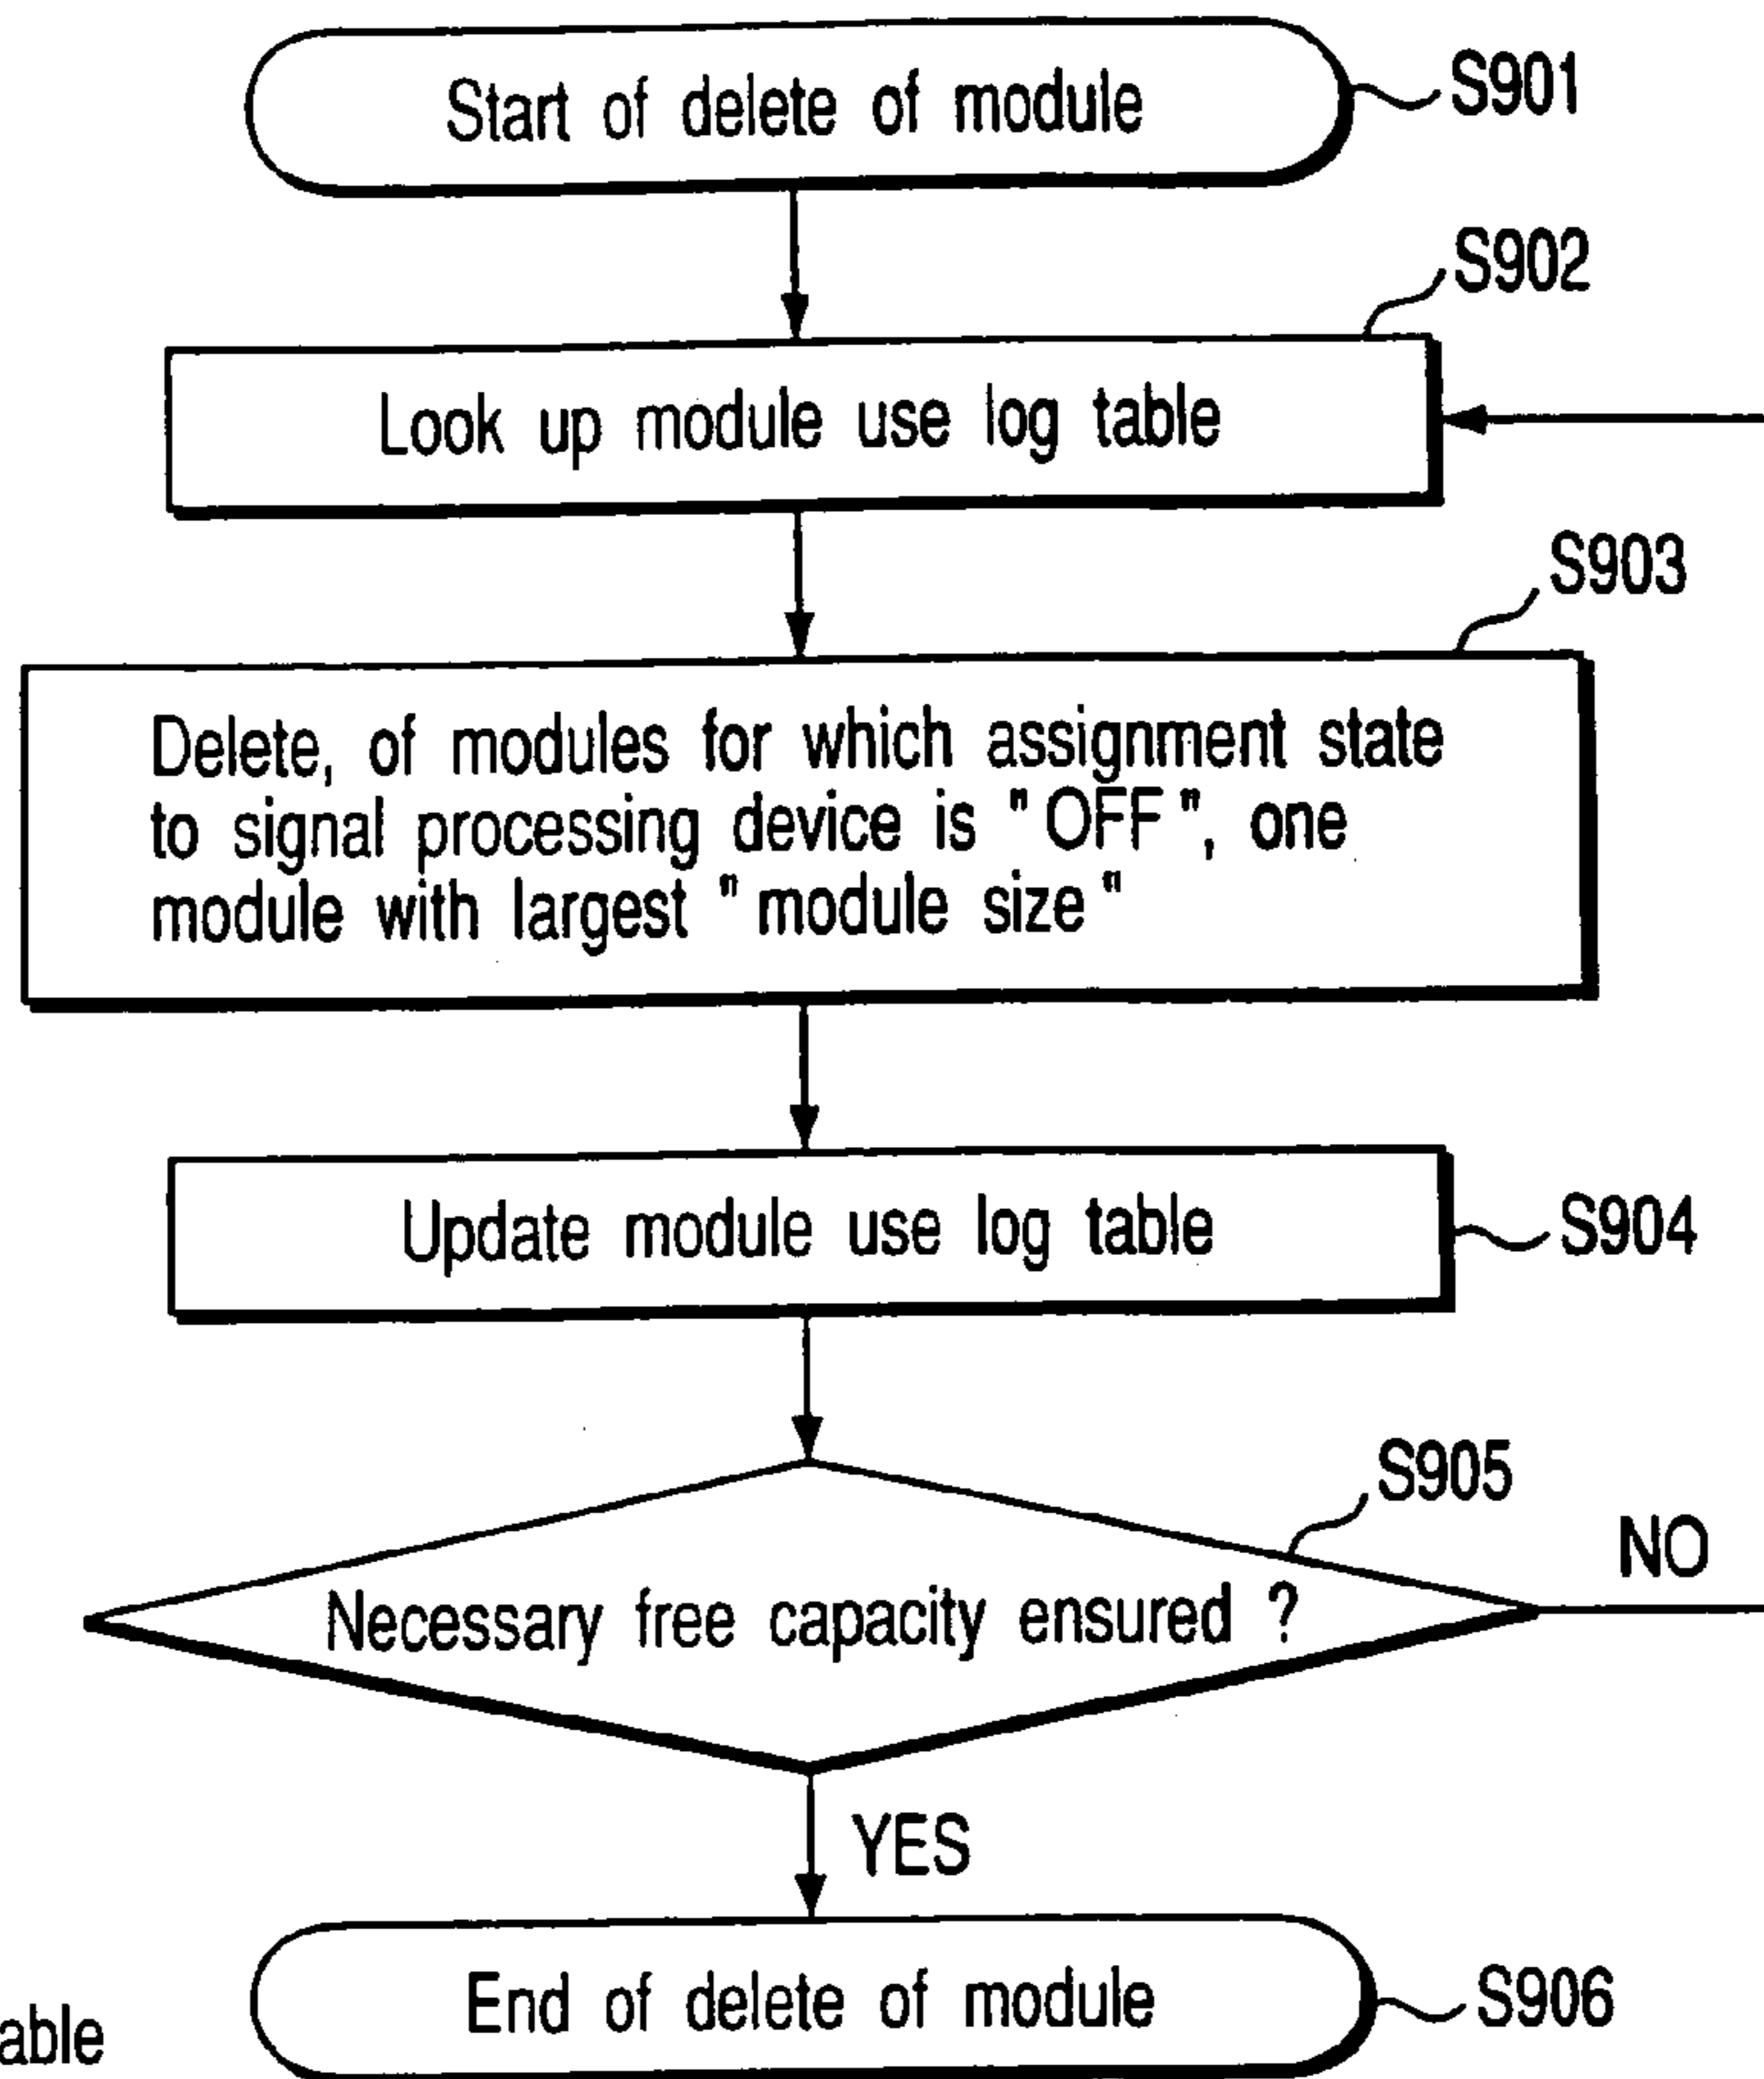 Start of delete of module
S901
S902
Look up module use log table
S903
Delete, of modules for which assignment state
to signal processing device is "OFF", one
module with largest "module size"
Update module use log table
S904
S905
NO
Necessary free capacity ensured ?
YES
End of delete of module
S906
able